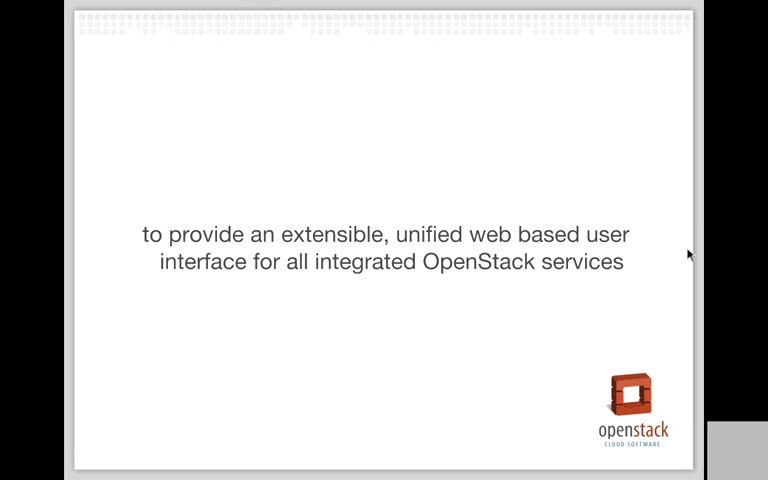 to provide an extensible, unified web based user
interface for all integrated OpenStack services
openstack
CLOUD SOFTWARE